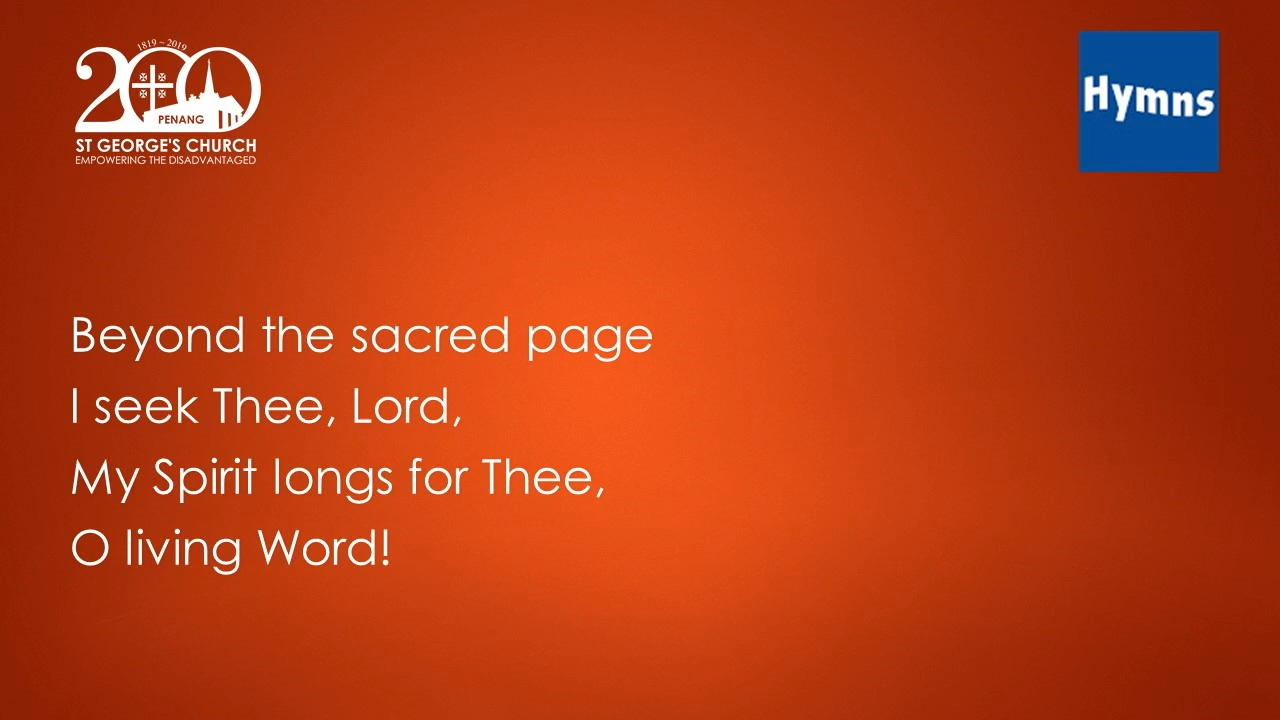 1819 ~ 2019
200
PENANG
ST GEORGE'S CHURCH
EMPOWERING THE DISADVANTAGED
Hymns
Beyond the sacred page
I seek Thee, Lord,
My Spirit longs for Thee,
O living Word!